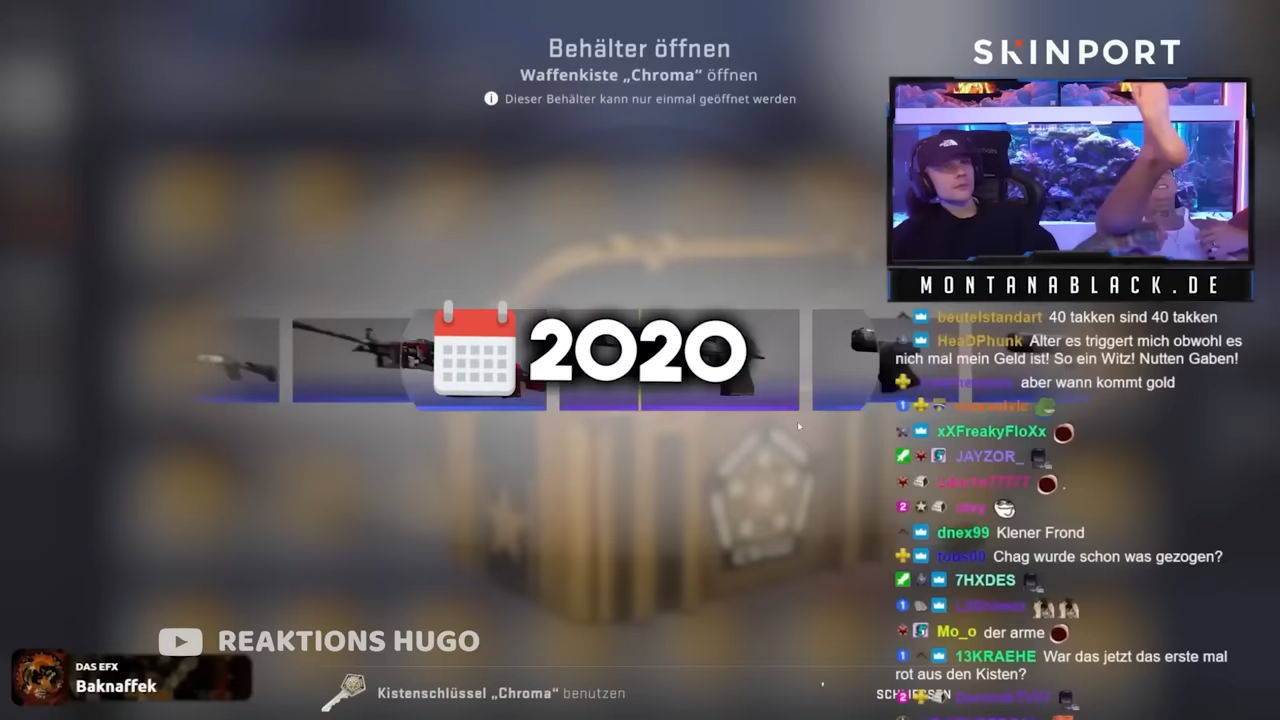 Behälter öffnen
Waffenkiste „Chroma“ öffnen
Dieser Behälter kann nur einmal geöffnet werden
SKINPORT
MONTANABLACK.DE
2020
beutelstandart 40 takken sind 40 takken
HeaDPhunk Alter es triggert mich obwohl es
nich mal mein Geld ist! So ein Witz! Nutten Gaben!
aber wann kommt gold
xXFreakyFloXx
JAYZOR_
dnex99 Klener Frond
Chag wurde schon was gezogen?
7HXDES
Mo_o der arme
13KRAEHE War das jetzt das erste mal
rot aus den Kisten?
REAKTIONS HUGO
DAS EFX
Baknaffek
Kistenschlüssel „Chroma“ benutzen
SCHLIESSEN